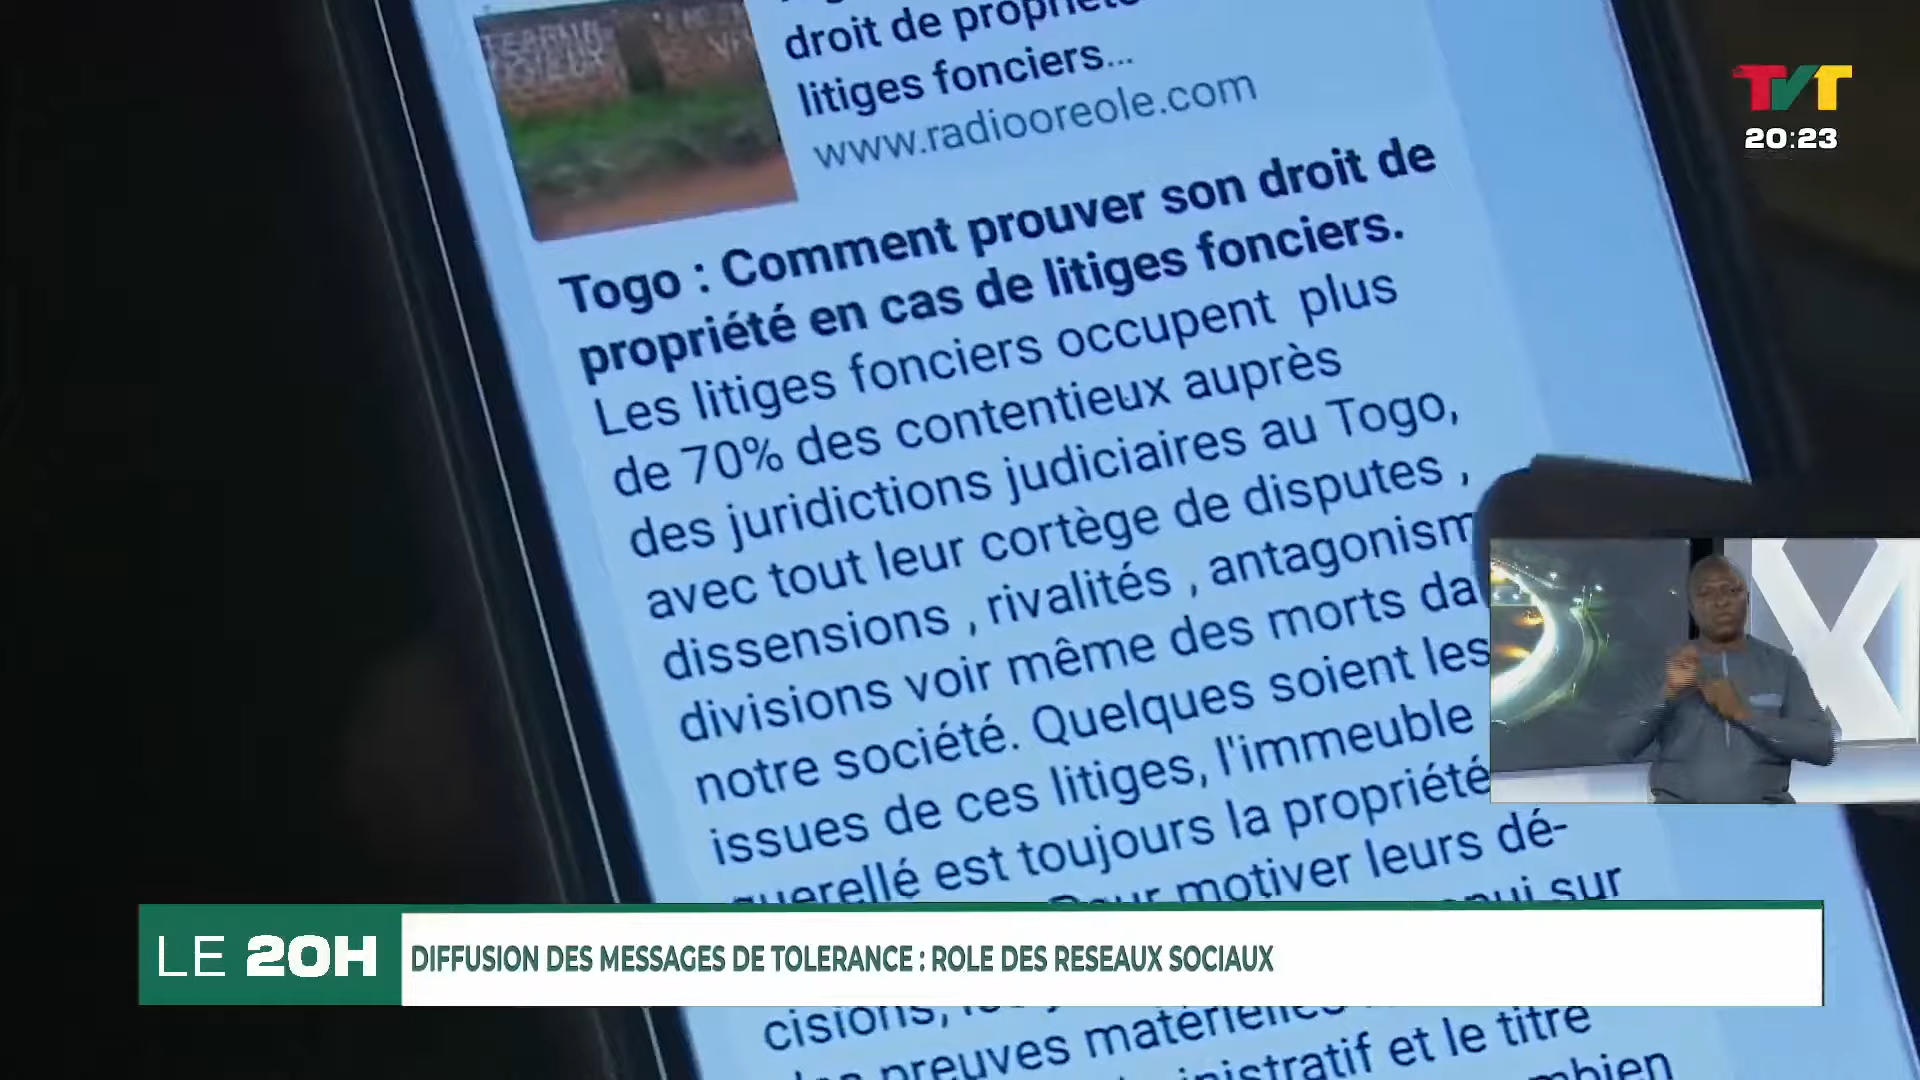 droit de propriété
litiges fonciers...
www.radiooreole.com
TVT
20:23
Togo : Comment prouver son droit de
propriété en cas de litiges fonciers.
Les litiges fonciers occupent plus
de 70% des contentieux auprès
des juridictions judiciaires au Togo,
avec tout leur cortège de disputes ,
dissensions , rivalités , antagonism
divisions voir même des morts da
notre société. Quelques soient les
issues de ces litiges, l'immeuble
querellé est toujours la propriété
Pour motiver leurs dé-
sur
LE 20H
DIFFUSION DES MESSAGES DE TOLERANCE : ROLE DES RESEAUX SOCIAUX
cisions,
preuves matérielles
et le titre